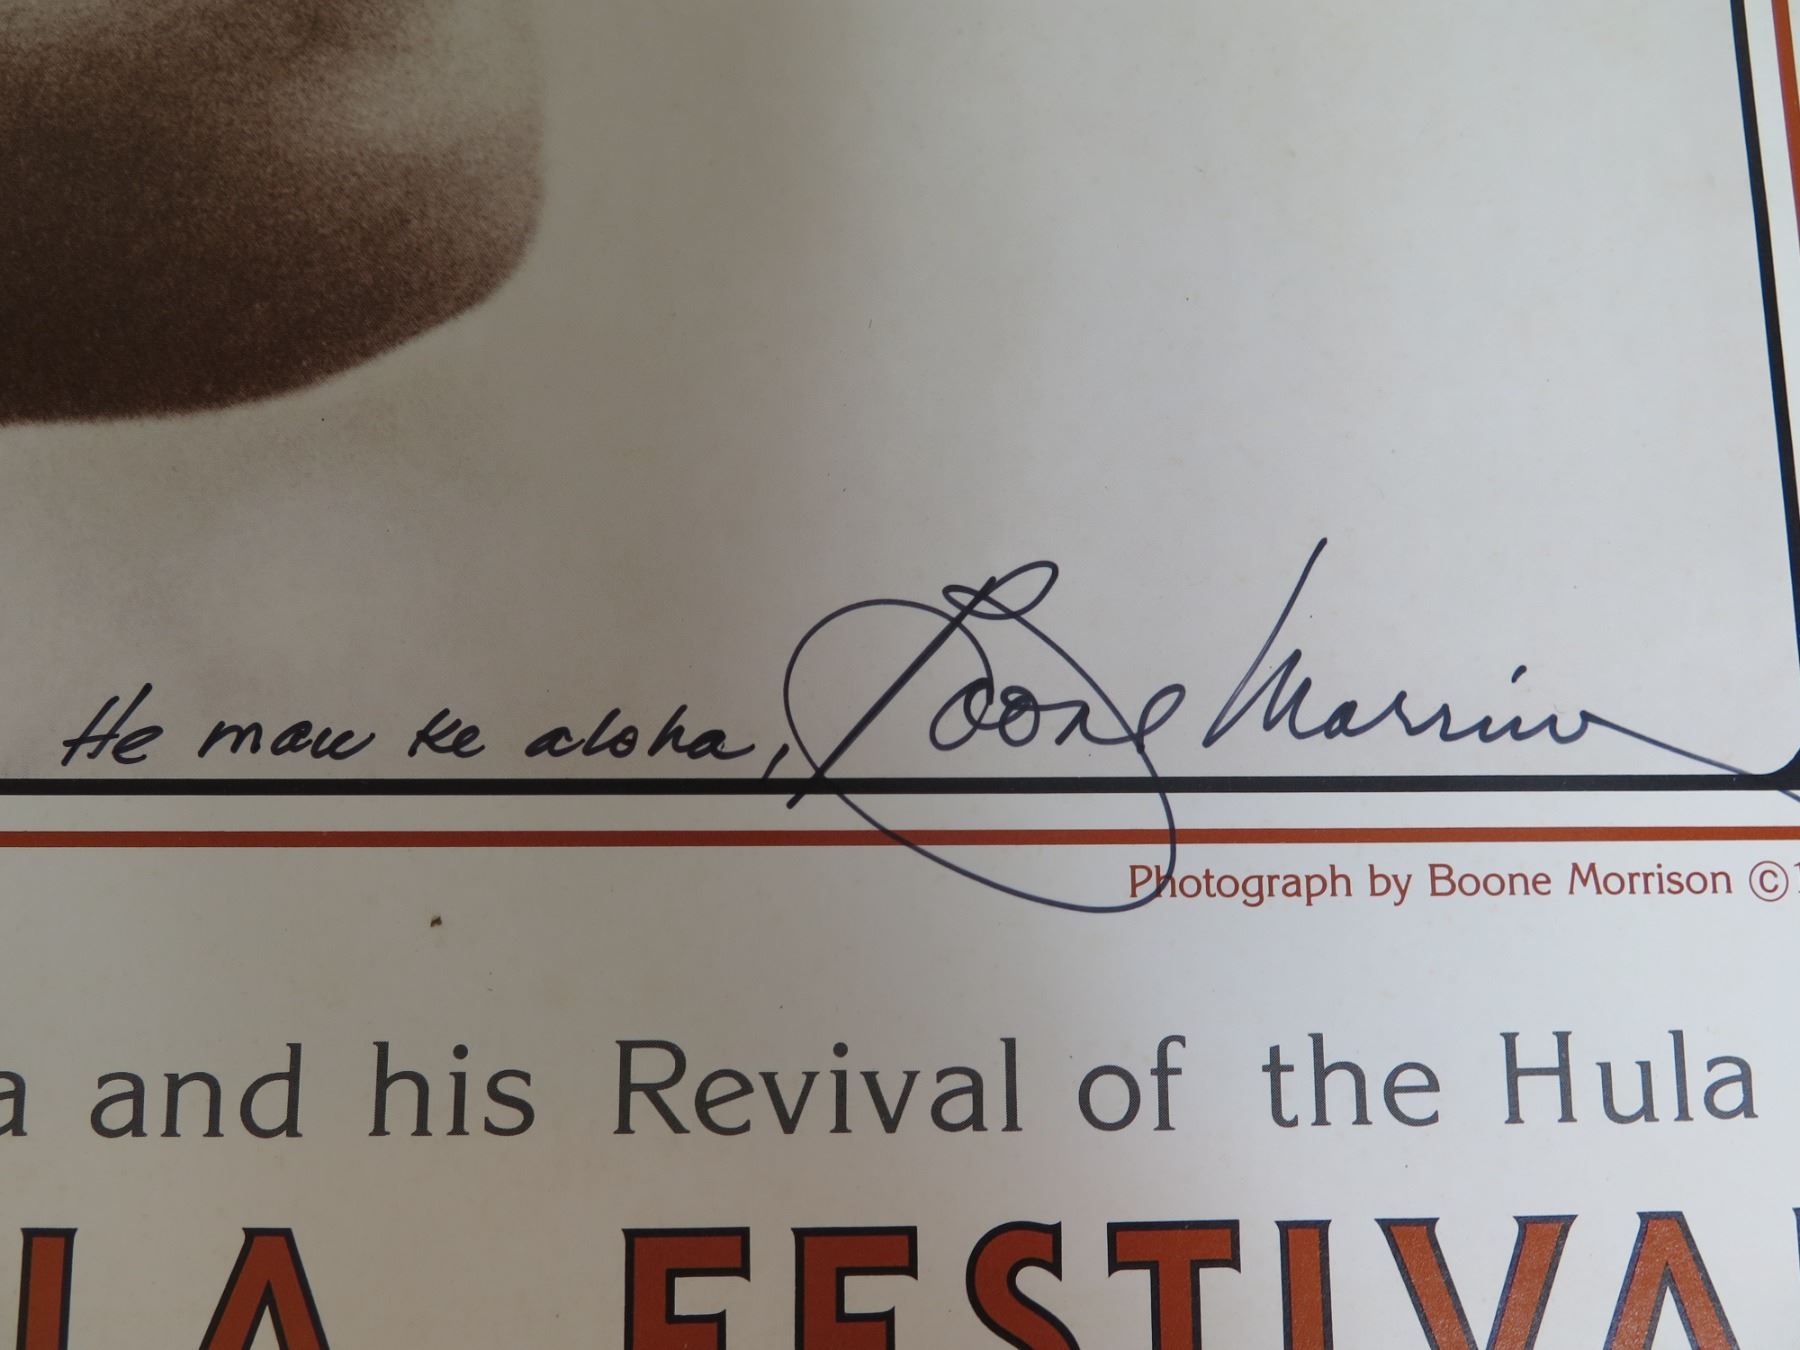 He mau ke aloha, Boone Morrison
Photograph by Boone Morrison ©
a and his Revival of the Hula
LA FESTIVA